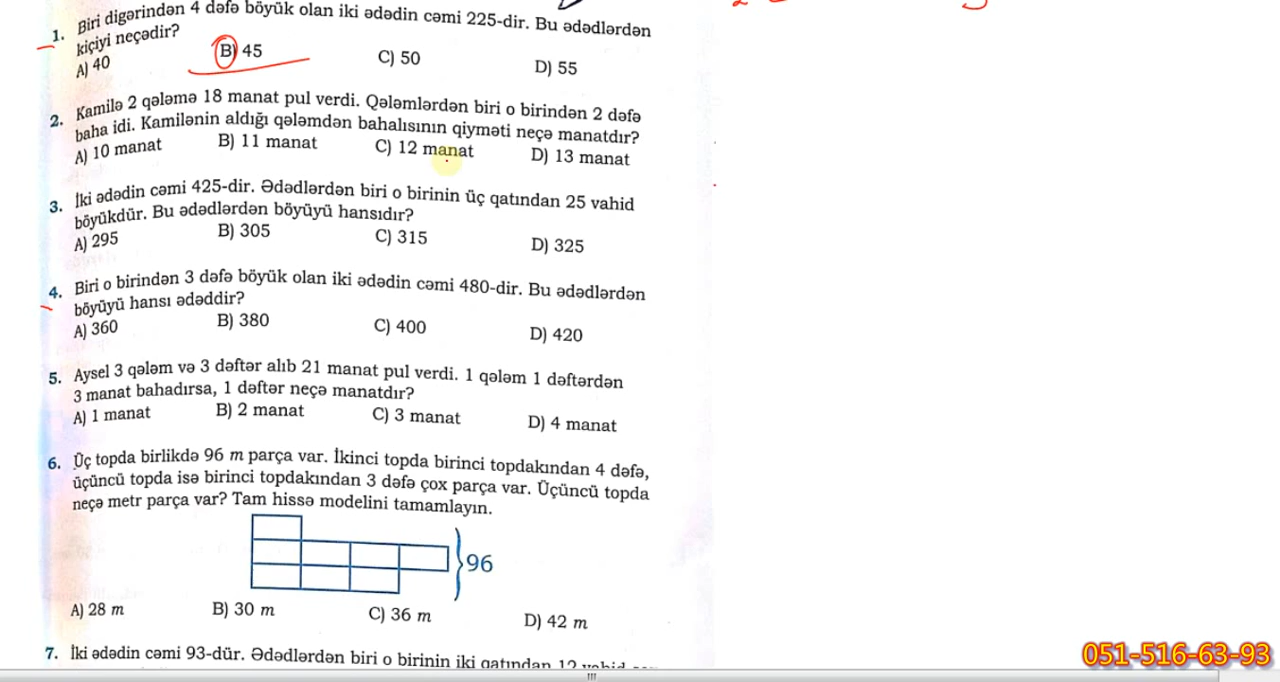 1. Biri digərindən 4 dəfə böyük olan iki ədədin cəmi 225-dir. Bu ədədlərdən
kiçiyi neçədir?
A) 40 B) 45 C) 50 D) 55
2. Kamilə 2 qələmə 18 manat pul verdi. Qələmlərdən biri o birindən 2 dəfə
baha idi. Kamilənin aldığı qələmdən bahalısının qiyməti neçə manatdır?
A) 10 manat B) 11 manat C) 12 manat D) 13 manat
3. İki ədədin cəmi 425-dir. Ədədlərdən biri o birinin üç qatından 25 vahid
böyükdür. Bu ədədlərdən böyüyü hansıdır?
A) 295 B) 305 C) 315 D) 325
4. Biri o birindən 3 dəfə böyük olan iki ədədin cəmi 480-dir. Bu ədədlərdən
böyüyü hansı ədəddir?
A) 360 B) 380 C) 400 D) 420
5. Aysel 3 qələm və 3 dəftər alıb 21 manat pul verdi. 1 qələm 1 dəftərdən
3 manat bahadırsa, 1 dəftər neçə manatdır?
A) 1 manat B) 2 manat C) 3 manat D) 4 manat
6. Üç topda birlikdə 96 m parça var. İkinci topda birinci topdakından 4 dəfə,
üçüncü topda isə birinci topdakından 3 dəfə çox parça var. Üçüncü topda
neçə metr parça var? Tam hissə modelini tamamlayın.
96
A) 28 m B) 30 m C) 36 m D) 42 m
7. İki ədədin cəmi 93-dür. Ədədlərdən biri o birinin iki qatından 12
051-516-63-93